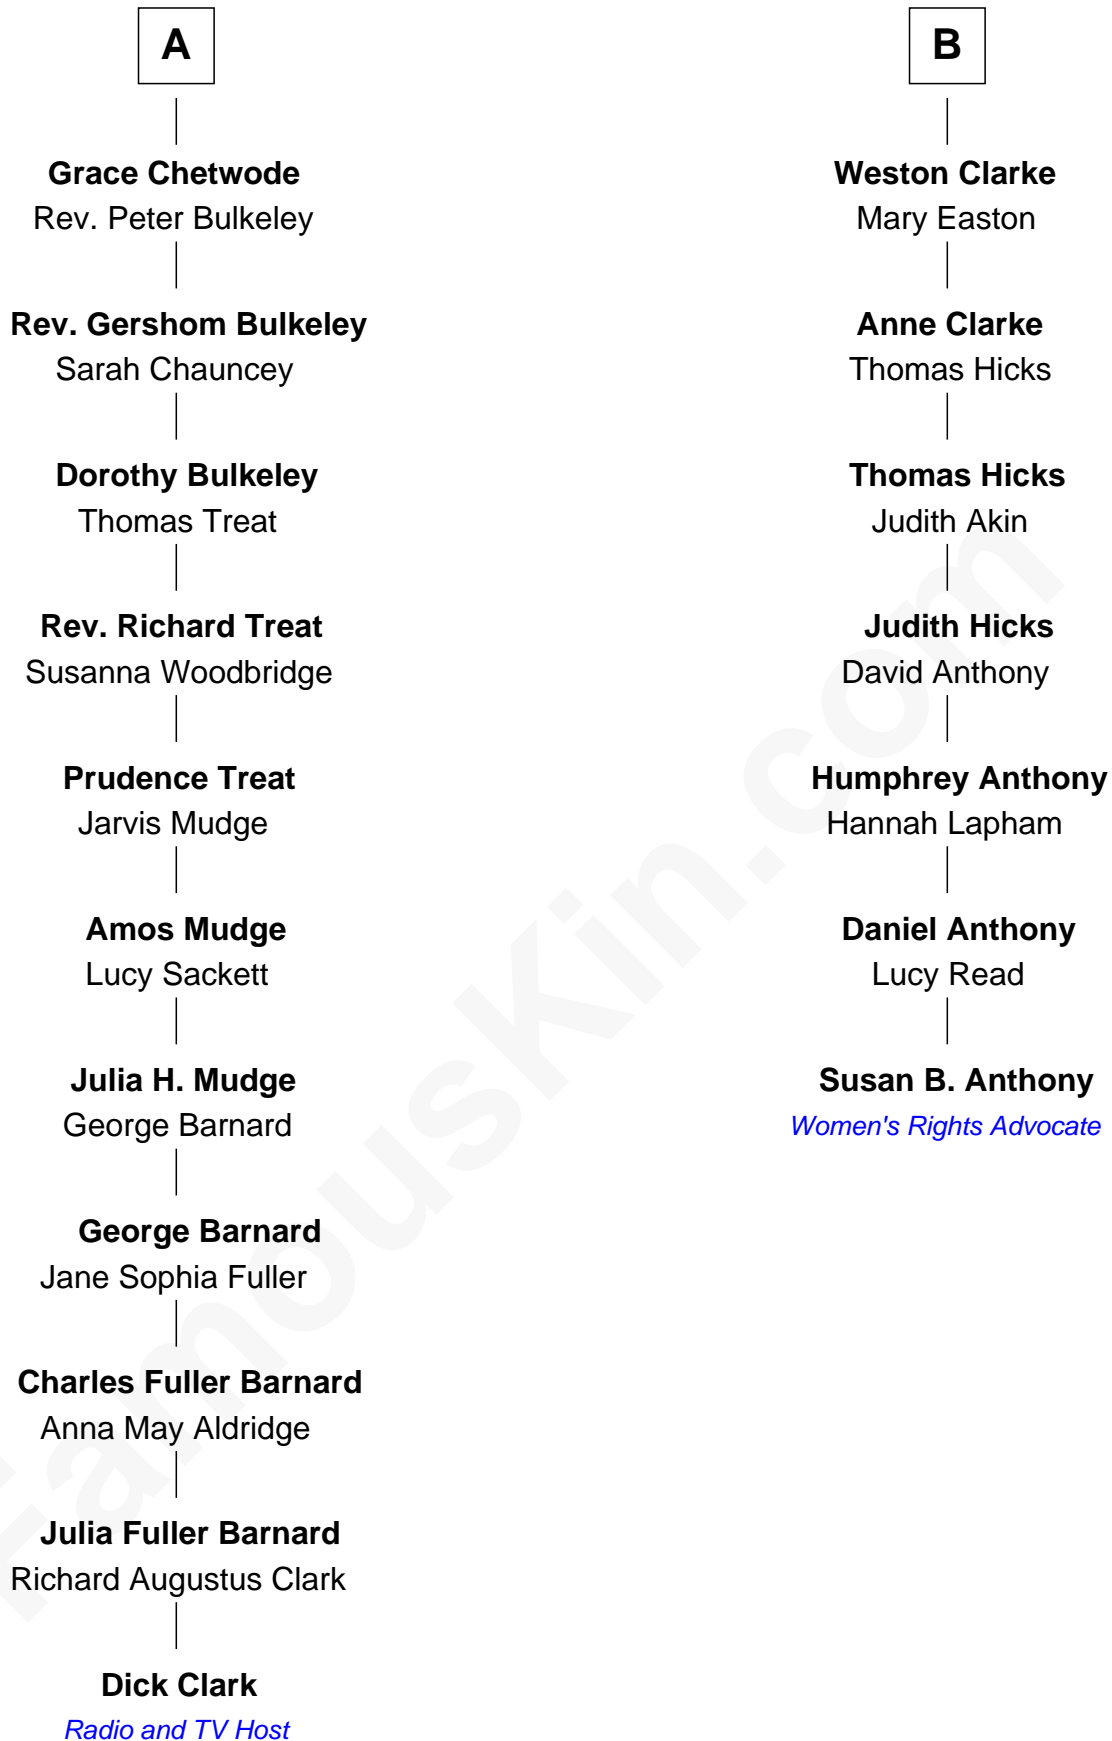 A
Grace Chetwode
Rev. Peter Bulkeley
Rev. Gershom Bulkeley
Sarah Chauncey
Dorothy Bulkeley
Thomas Treat
Rev. Richard Treat
Susanna Woodbridge
Prudence Treat
Jarvis Mudge
Amos Mudge
Lucy Sackett
Julia H. Mudge
George Barnard
George Barnard
Jane Sophia Fuller
Charles Fuller Barnard
Anna May Aldridge
Julia Fuller Barnard
Richard Augustus Clark
Dick Clark
Radio and TV Host
B
Weston Clarke
Mary Easton
Anne Clarke
Thomas Hicks
Thomas Hicks
Judith Akin
Judith Hicks
David Anthony
Humphrey Anthony
Hannah Lapham
Daniel Anthony
Lucy Read
Susan B. Anthony
Women's Rights Advocate
FamousKin.com